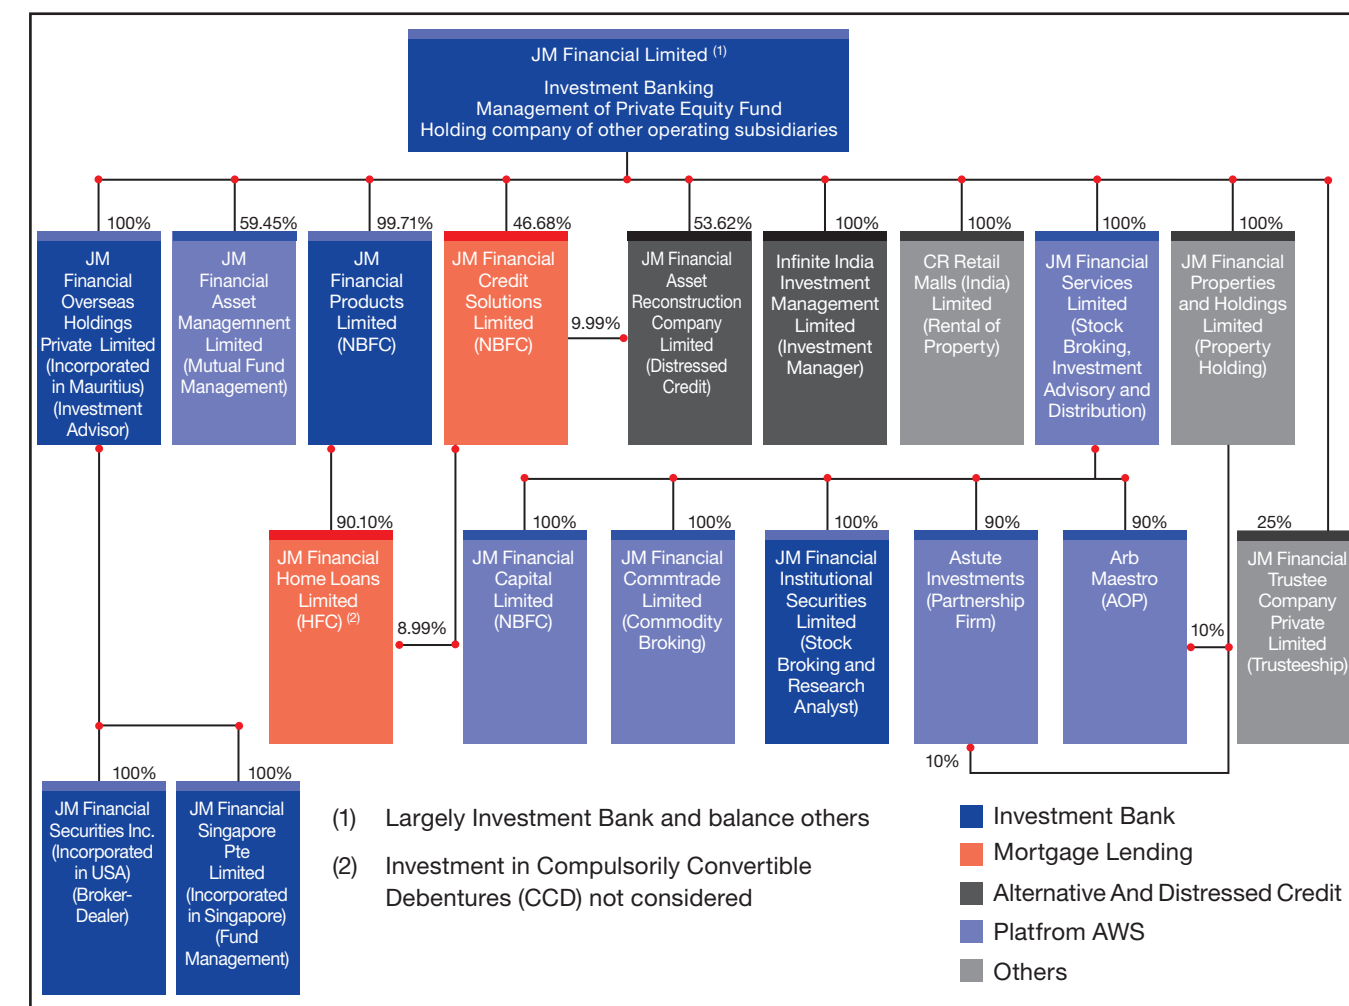 JM Financial Limited (1)
Investment Banking
Management of Private Equity Fund
Holding company of other operating subsidiaries
100%
59.45%
99.71%
46.68%
53.62%
100%
100%
100%
100%
JM
Financial
Overseas
Holdings
Private Limited
(Incorporated
in Mauritius)
(Investment
Advisor)
JM
Financial
Asset
Managemnent
Limited
(Mutual Fund
Management)
JM
Financial
Products
Limited
(NBFC)
JM Financial
Credit
Solutions
Limited
(NBFC)
9.99%
JM Financial
Asset
Reconstruction
Company
Limited
(Distressed
Credit)
Infinite India
Investment
Management
Limited
(Investment
Manager)
CR Retail
Malls (India)
Limited
(Rental of
Property)
JM Financial
Services
Limited
(Stock
Broking,
Investment
Advisory and
Distribution)
JM Financial
Properties
and Holdings
Limited
(Property
Holding)
90.10%
100%
100%
100%
90%
90%
25%
JM Financial
Home Loans
Limited
(HFC) (2)
8.99%
JM Financial
Capital
Limited
(NBFC)
JM Financial
Commtrade
Limited
(Commodity
Broking)
JM Financial
Institutional
Securities
Limited
(Stock
Broking and
Research
Analyst)
Astute
Investments
(Partnership
Firm)
Arb
Maestro
(AOP)
10%
JM Financial
Trustee
Company
Private
Limited
(Trusteeship)
10%
100%
100%
JM Financial
Securities Inc.
(Incorporated
in USA)
(Broker-
Dealer)
JM Financial
Singapore
Pte
Limited
(Incorporated
in Singapore)
(Fund
Management)
(1) Largely Investment Bank and balance others
(2) Investment in Compulsorily Convertible
Debentures (CCD) not considered
Investment Bank
Mortgage Lending
Alternative And Distressed Credit
Platfrom AWS
Others